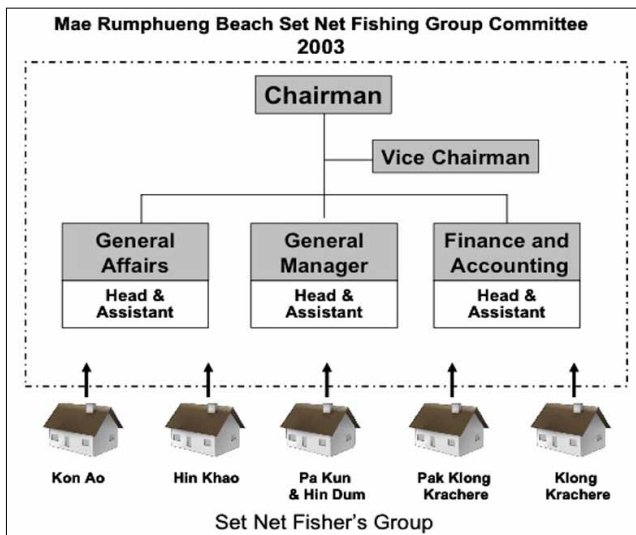 Mae Rumphueng Beach Set Net Fishing Group Committee
2003
Chairman
Vice Chairman
General
Affairs
Head &
Assistant
General
Manager
Head &
Assistant
Finance and
Accounting
Head &
Assistant
Kon Ao
Hin Khao
Pa Kun
& Hin Dum
Pak Klong
Krachere
Klong
Krachere
Set Net Fisher's Group